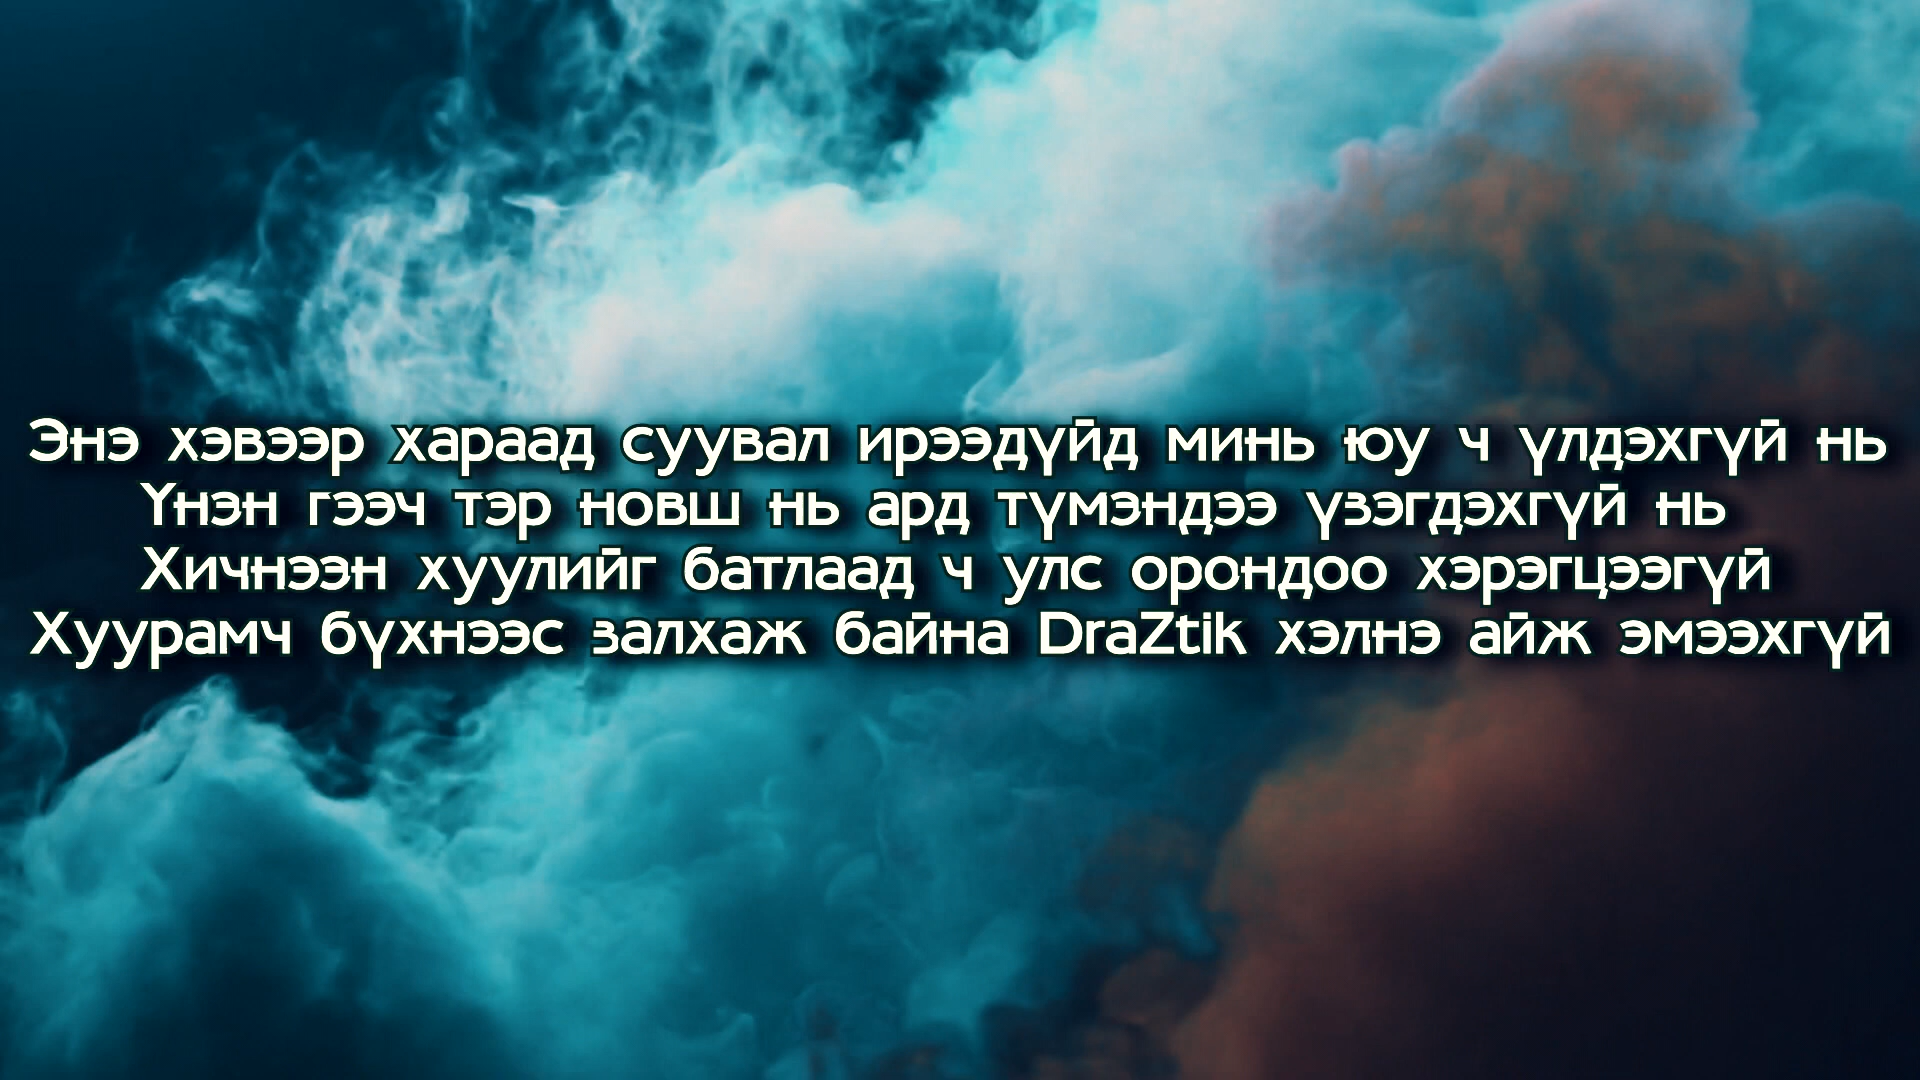 Энэ хэвээр хараад суувал ирээдүйд минь юу ч үлдэхгүй нь
Үнэн гээч тэр новш нь ард түмэндээ үзэгдэхгүй нь
Хичнээн хуулийг батлаад ч улс орондоо хэрэгцээгүй
Хуурамч бүхнээс залхаж байна DraZtik хэлнэ айж эмээхгүй